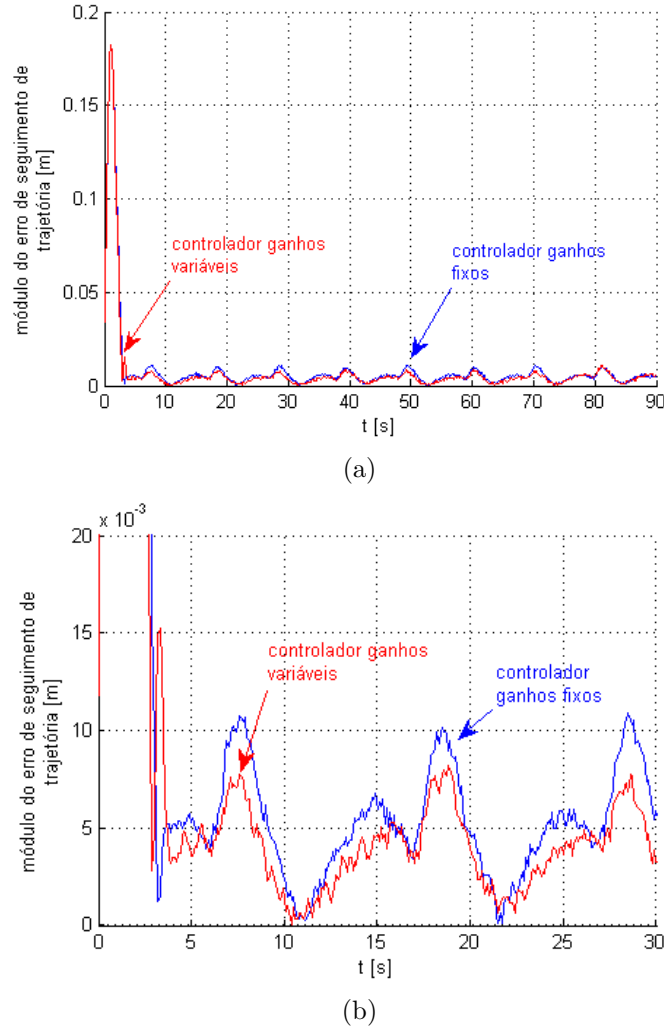 0.2
0.15
0.1
0.05
0
módulo do erro de seguimento de
trajetória [m]
controlador ganhos
variáveis
controlador ganhos
fixos
0 10 20 30 40 50 60 70 80 90
t [s]
(a)
x 10-3
20
15
10
5
0
módulo do erro de seguimento de
trajetória [m]
controlador ganhos
variáveis
controlador
ganhos fixos
0 5 10 15 20 25 30
t [s]
(b)